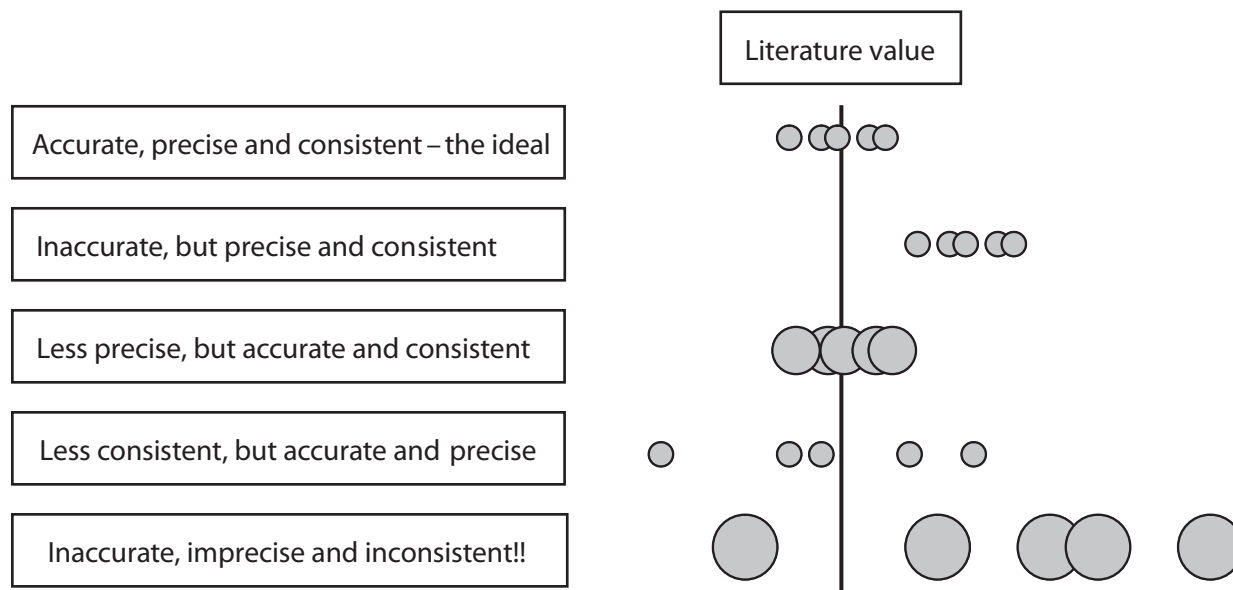 Literature value
Accurate, precise and consistent – the ideal
Inaccurate, but precise and consistent
Less precise, but accurate and consistent
Less consistent, but accurate and precise
Inaccurate, imprecise and inconsistent!!